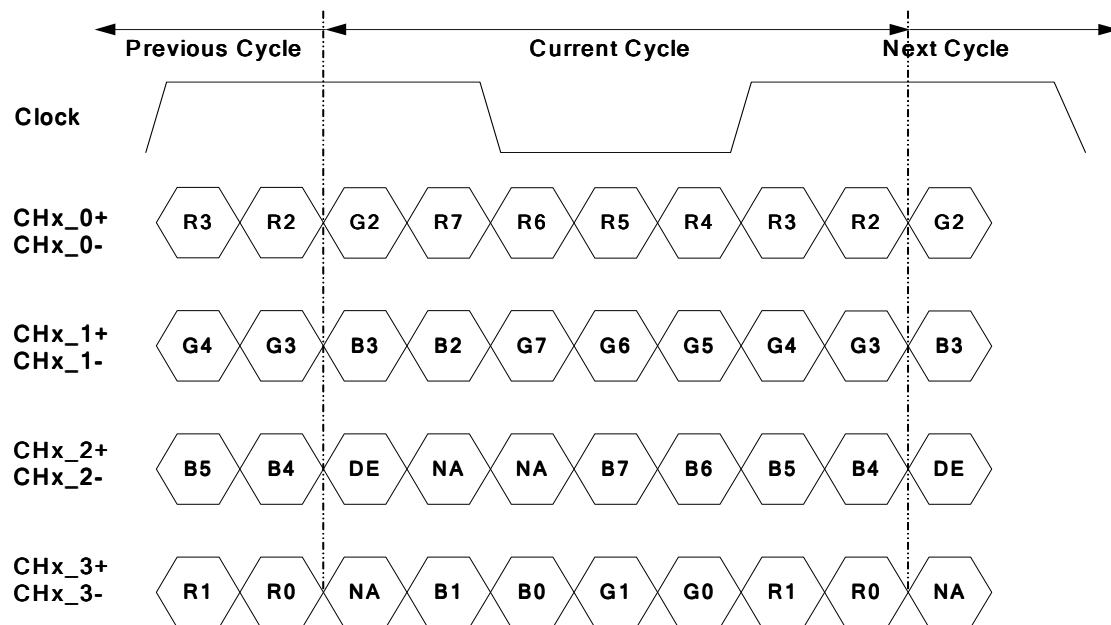 Previous Cycle Current Cycle Next Cycle
Clock
CHx_0+ R3 R2 G2 R7 R6 R5 R4 R3 R2 G2
CHx_0-
CHx_1+ G4 G3 B3 B2 G7 G6 G5 G4 G3 B3
CHx_1-
CHx_2+ B5 B4 DE NA NA B7 B6 B5 B4 DE
CHx_2-
CHx_3+ R1 R0 NA B1 B0 G1 G0 R1 R0 NA
CHx_3-